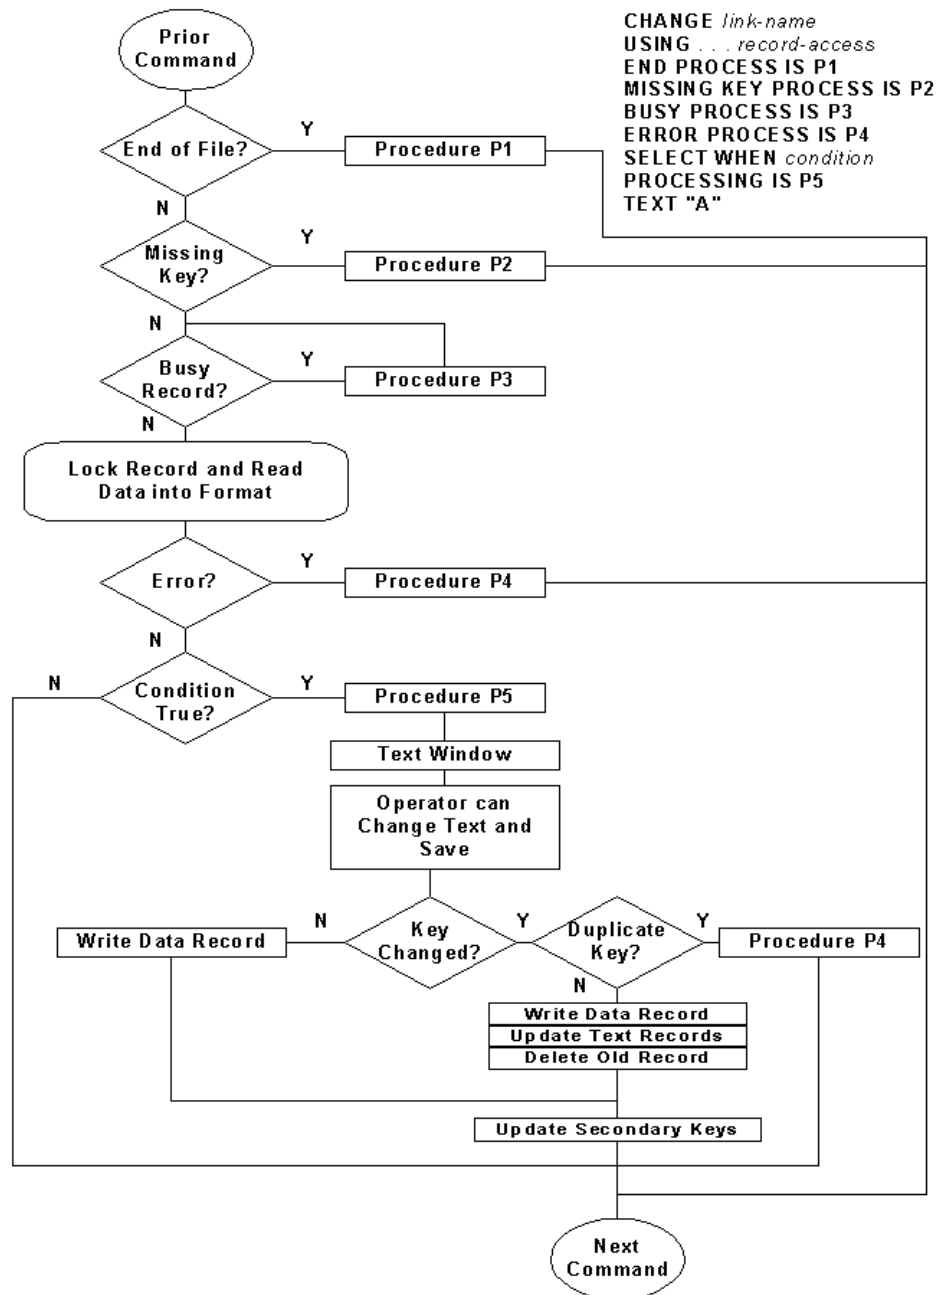 Prior
Command
CHANGE link-name
USING . . . record-access
END PROCESS IS P1
MISSING KEY PROCESS IS P2
BUSY PROCESS IS P3
ERROR PROCESS IS P4
SELECT WHEN condition
PROCESSING IS P5
TEXT "A"
End of File?
Y
Procedure P1
N
Missing
Key?
Y
Procedure P2
N
Busy
Record?
Y
Procedure P3
N
Lock Record and Read
Data into Format
Error?
Y
Procedure P4
N
N
Condition
True?
Y
Procedure P5
Text Window
Operator can
Change Text and
Save
Write Data Record
N
Key
Changed?
Y
Duplicate
Key?
Y
Procedure P4
N
Write Data Record
Update Text Records
Delete Old Record
Update Secondary Keys
Next
Command